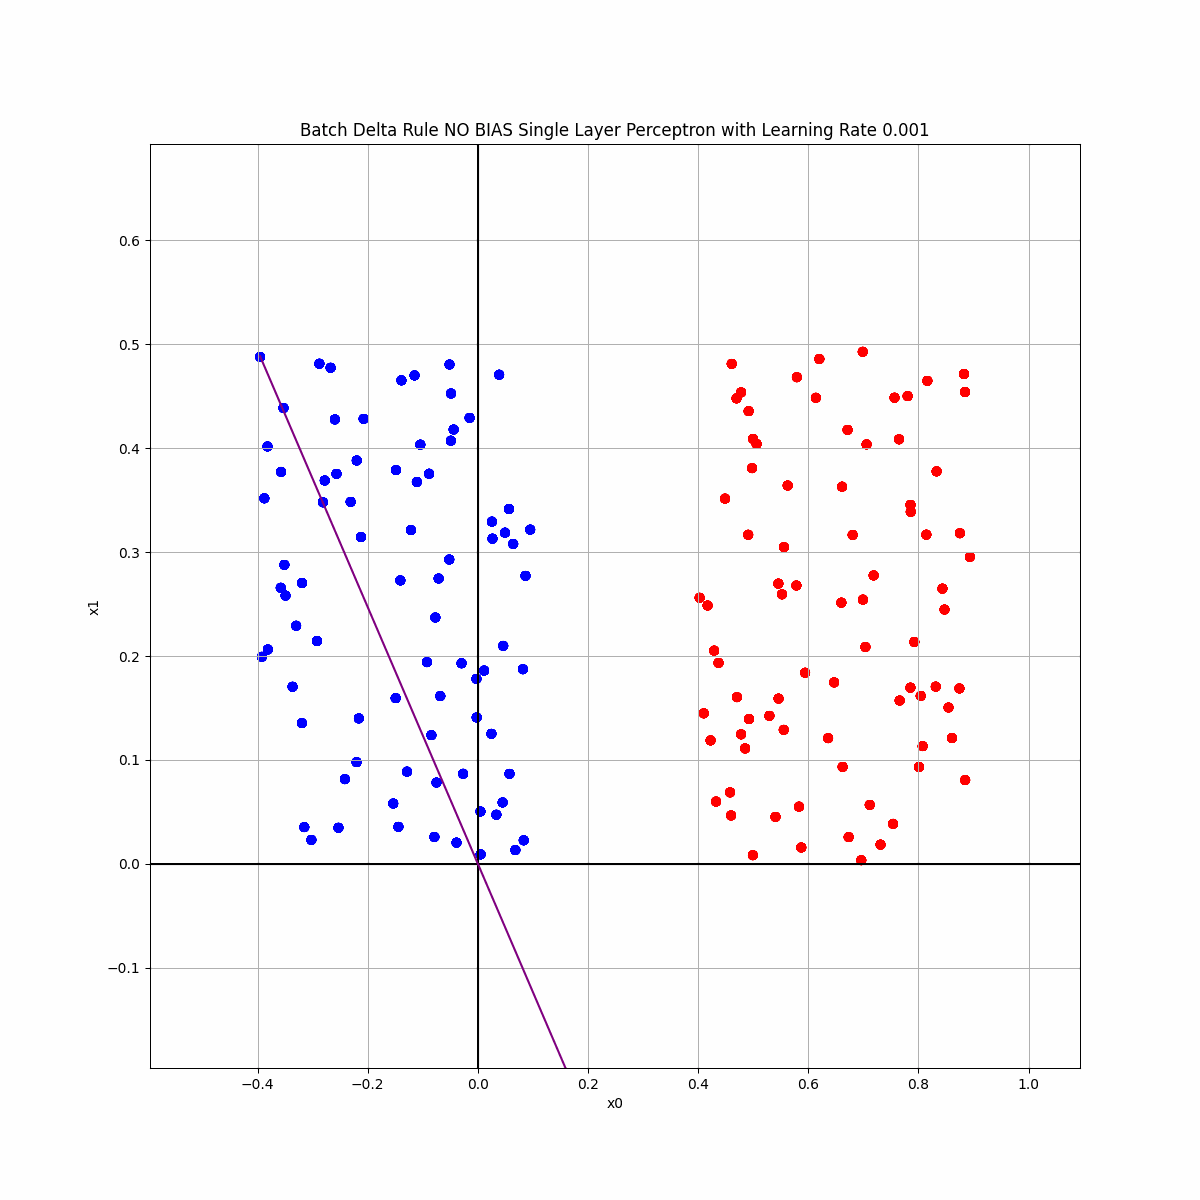 Batch Delta Rule NO BIAS Single Layer Perceptron with Learning Rate 0.001
x1
0.6
0.5
0.4
0.3
0.2
0.1
0.0
−0.1
−0.4 −0.2 0.0 0.2 0.4 0.6 0.8 1.0
x0